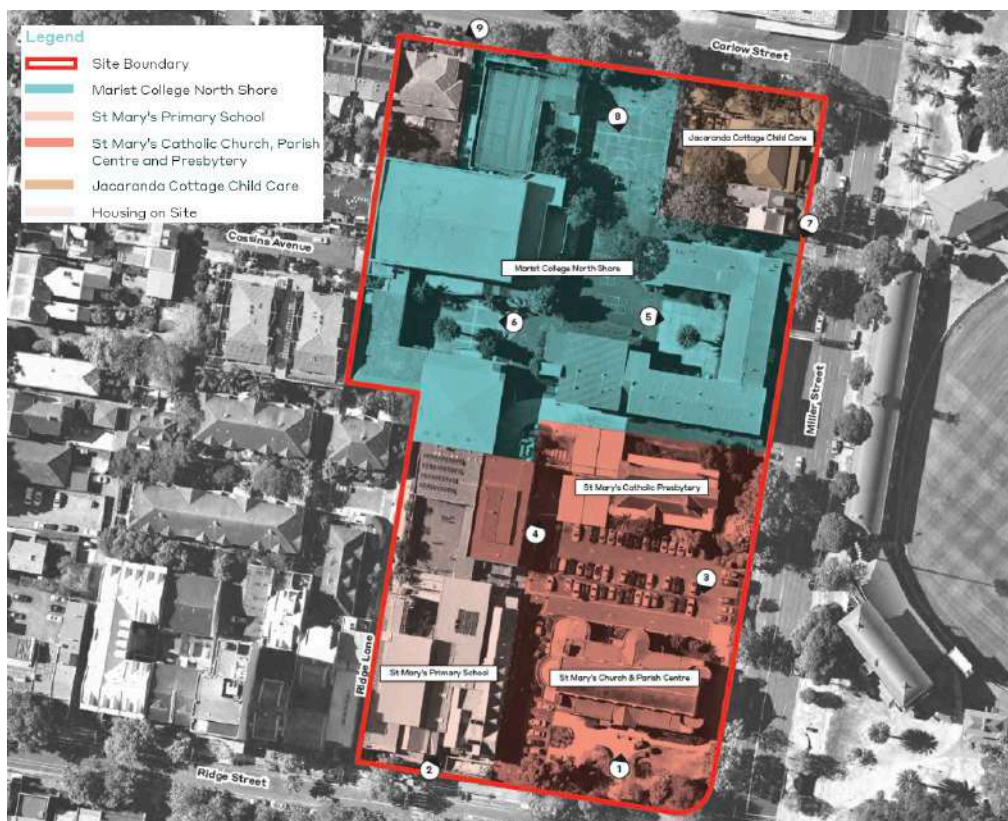 Legend
Site Boundary
Marist College North Shore
St Mary's Primary School
St Mary's Catholic Church, Parish
Centre and Presbytery
Jacaranda Cottage Child Care
Housing on Site
9
Carlow Street
8
Jacaranda Cottage Child Care
7
Cassins Avenue
Marist College North Shore
6
5
Miller Street
St Mary's Catholic Presbytery
4
3
Ridge Lane
St Mary's Primary School
St Mary's Church & Parish Centre
2
1
Ridge Street